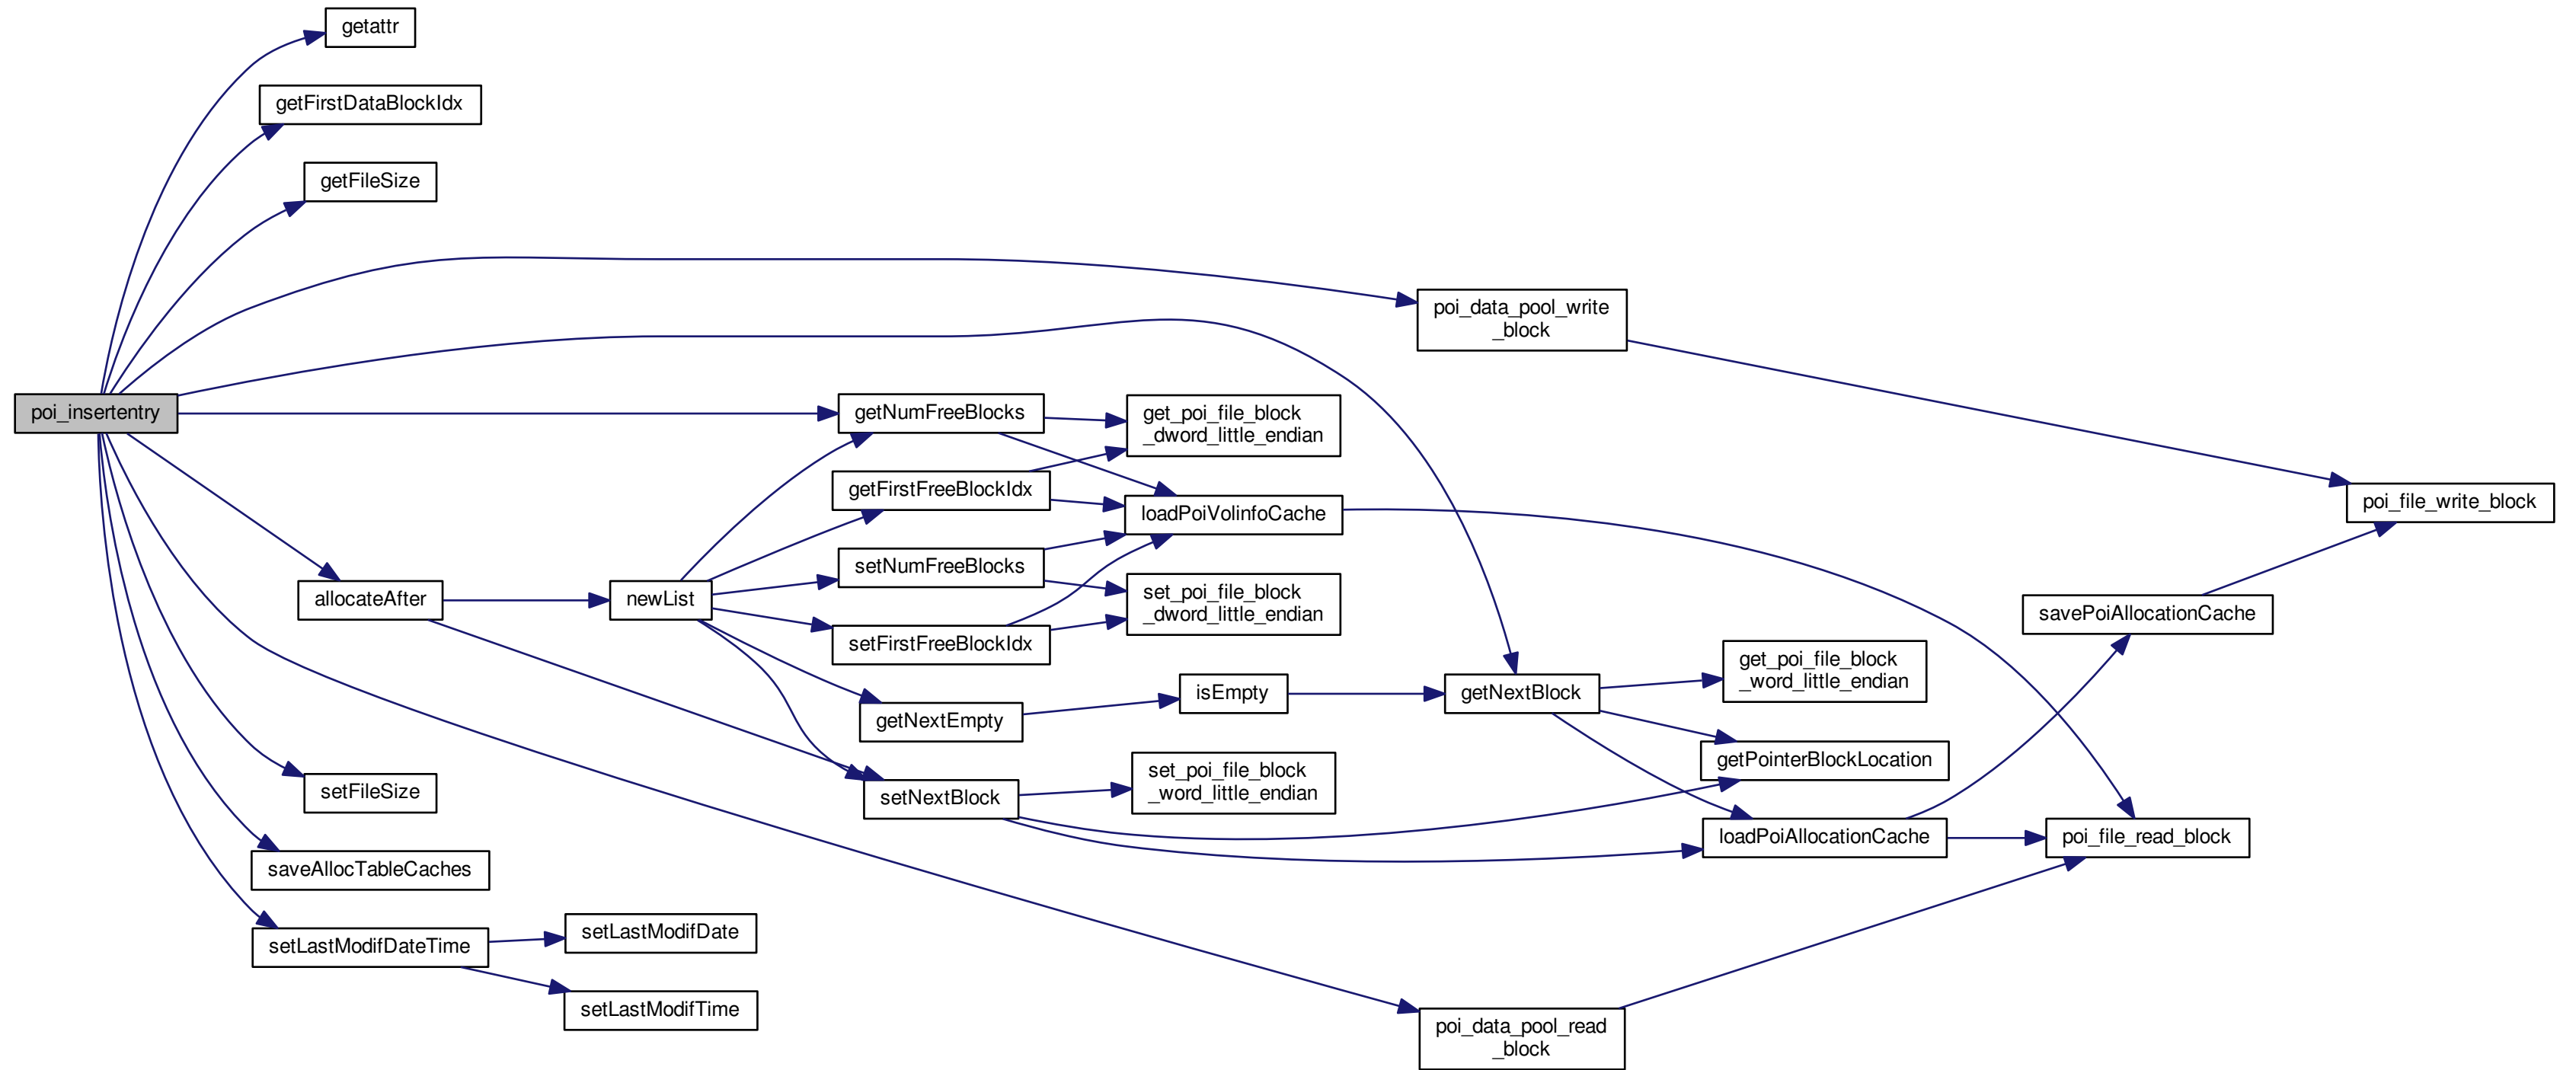 getattr
getFirstDataBlockIdx
getFileSize
poi_data_pool_write
_block
poi_insertentry
getNumFreeBlocks
get_poi_file_block
_dword_little_endian
getFirstFreeBlockIdx
loadPoiVolinfoCache
poi_file_write_block
setNumFreeBlocks
allocateAfter
newList
set_poi_file_block
_dword_little_endian
savePoiAllocationCache
setFirstFreeBlockIdx
get_poi_file_block
_word_little_endian
isEmpty
getNextBlock
getNextEmpty
getPointerBlockLocation
setFileSize
setNextBlock
set_poi_file_block
_word_little_endian
loadPoiAllocationCache
poi_file_read_block
saveAllocTableCaches
setLastModifDateTime
setLastModifDate
setLastModifTime
poi_data_pool_read
_block